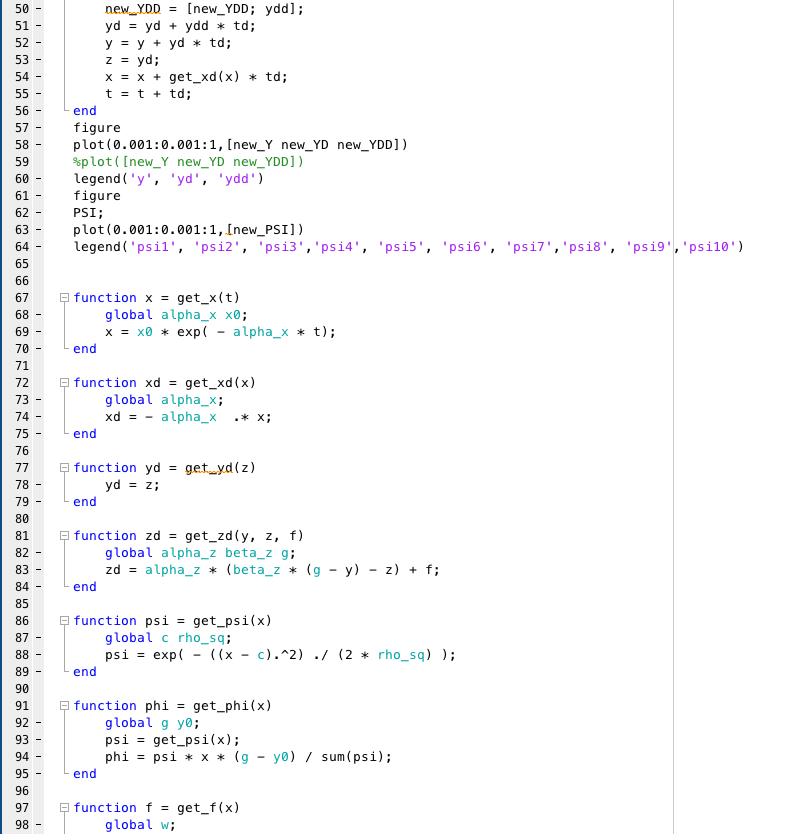 50 - new_YDD = [new_YDD; ydd];
51 - yd = yd + ydd * td;
52 - y = y + yd * td;
53 - z = yd;
54 - x = x + get_xd(x) * td;
55 - t = t + td;
56 - end
57 - figure
58 - plot(0.001:0.001:1,[new_Y new_YD new_YDD])
59 %plot([new_Y new_YD new_YDD])
60 - legend('y', 'yd', 'ydd')
61 - figure
62 - PSI;
63 - plot(0.001:0.001:1,[new_PSI])
64 - legend('psi1', 'psi2', 'psi3','psi4', 'psi5', 'psi6', 'psi7','psi8', 'psi9','psi10')
65
66
67 function x = get_x(t)
68 - global alpha_x x0;
69 - x = x0 * exp( - alpha_x * t);
70 - end
71
72 function xd = get_xd(x)
73 - global alpha_x;
74 - xd = - alpha_x  .* x;
75 - end
76
77 function yd = get_yd(z)
78 - yd = z;
79 - end
80
81 function zd = get_zd(y, z, f)
82 - global alpha_z beta_z g;
83 - zd = alpha_z * (beta_z * (g - y) - z) + f;
84 - end
85
86 function psi = get_psi(x)
87 - global c rho_sq;
88 - psi = exp( - ((x - c).^2) ./ (2 * rho_sq) );
89 - end
90
91 function phi = get_phi(x)
92 - global g y0;
93 - psi = get_psi(x);
94 - phi = psi * x * (g - y0) / sum(psi);
95 - end
96
97 function f = get_f(x)
98 - global w;